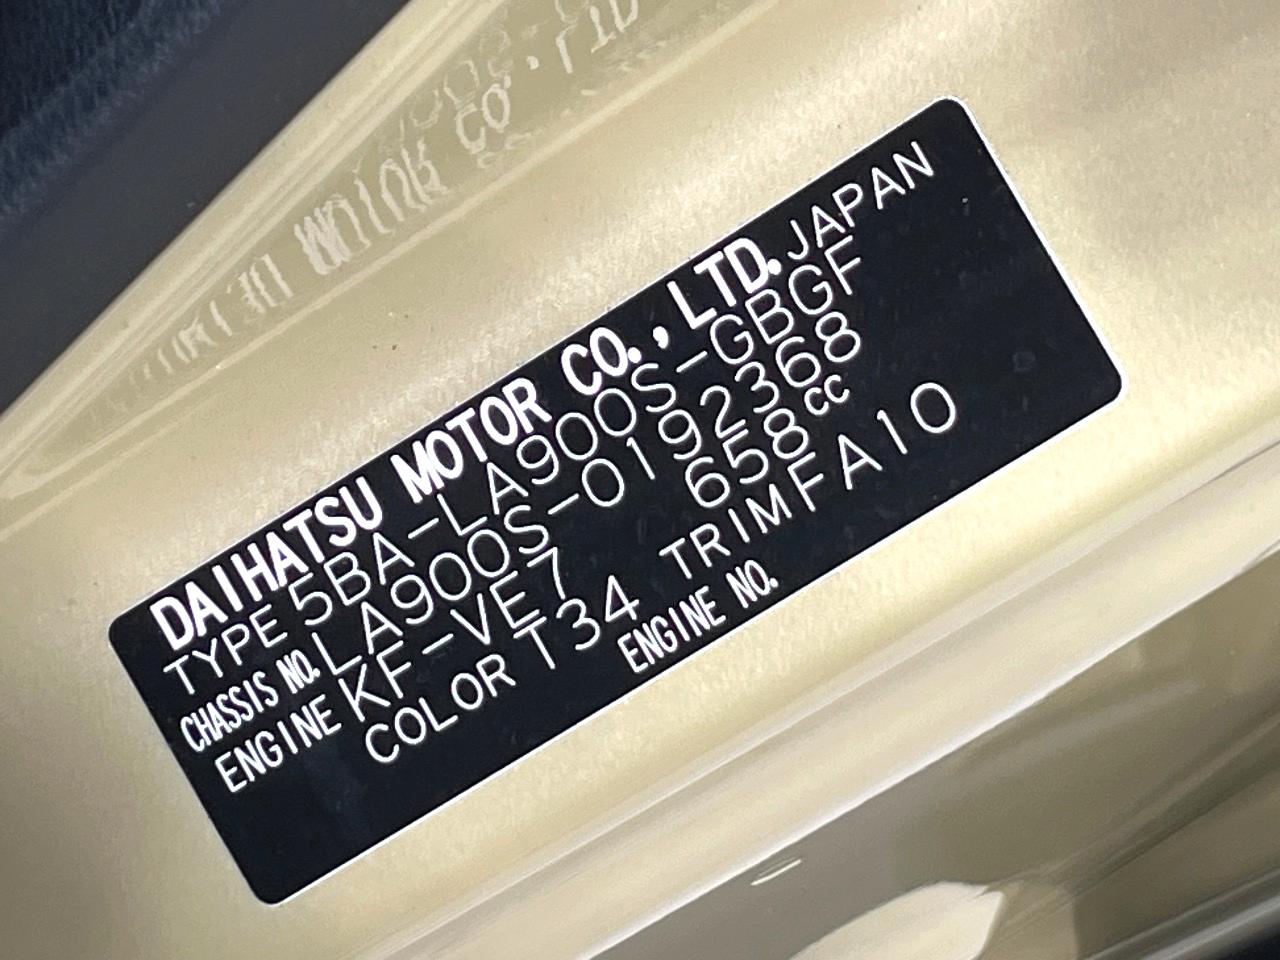 DAIHATSU MOTOR CO., LTD. JAPAN
TYPE 5BA-LA900S-GBGF
CHASSIS NO. LA900S-0192368
ENGINE KF-VE7 658cc
COLOR T34 TRIM FA10
ENGINE NO.